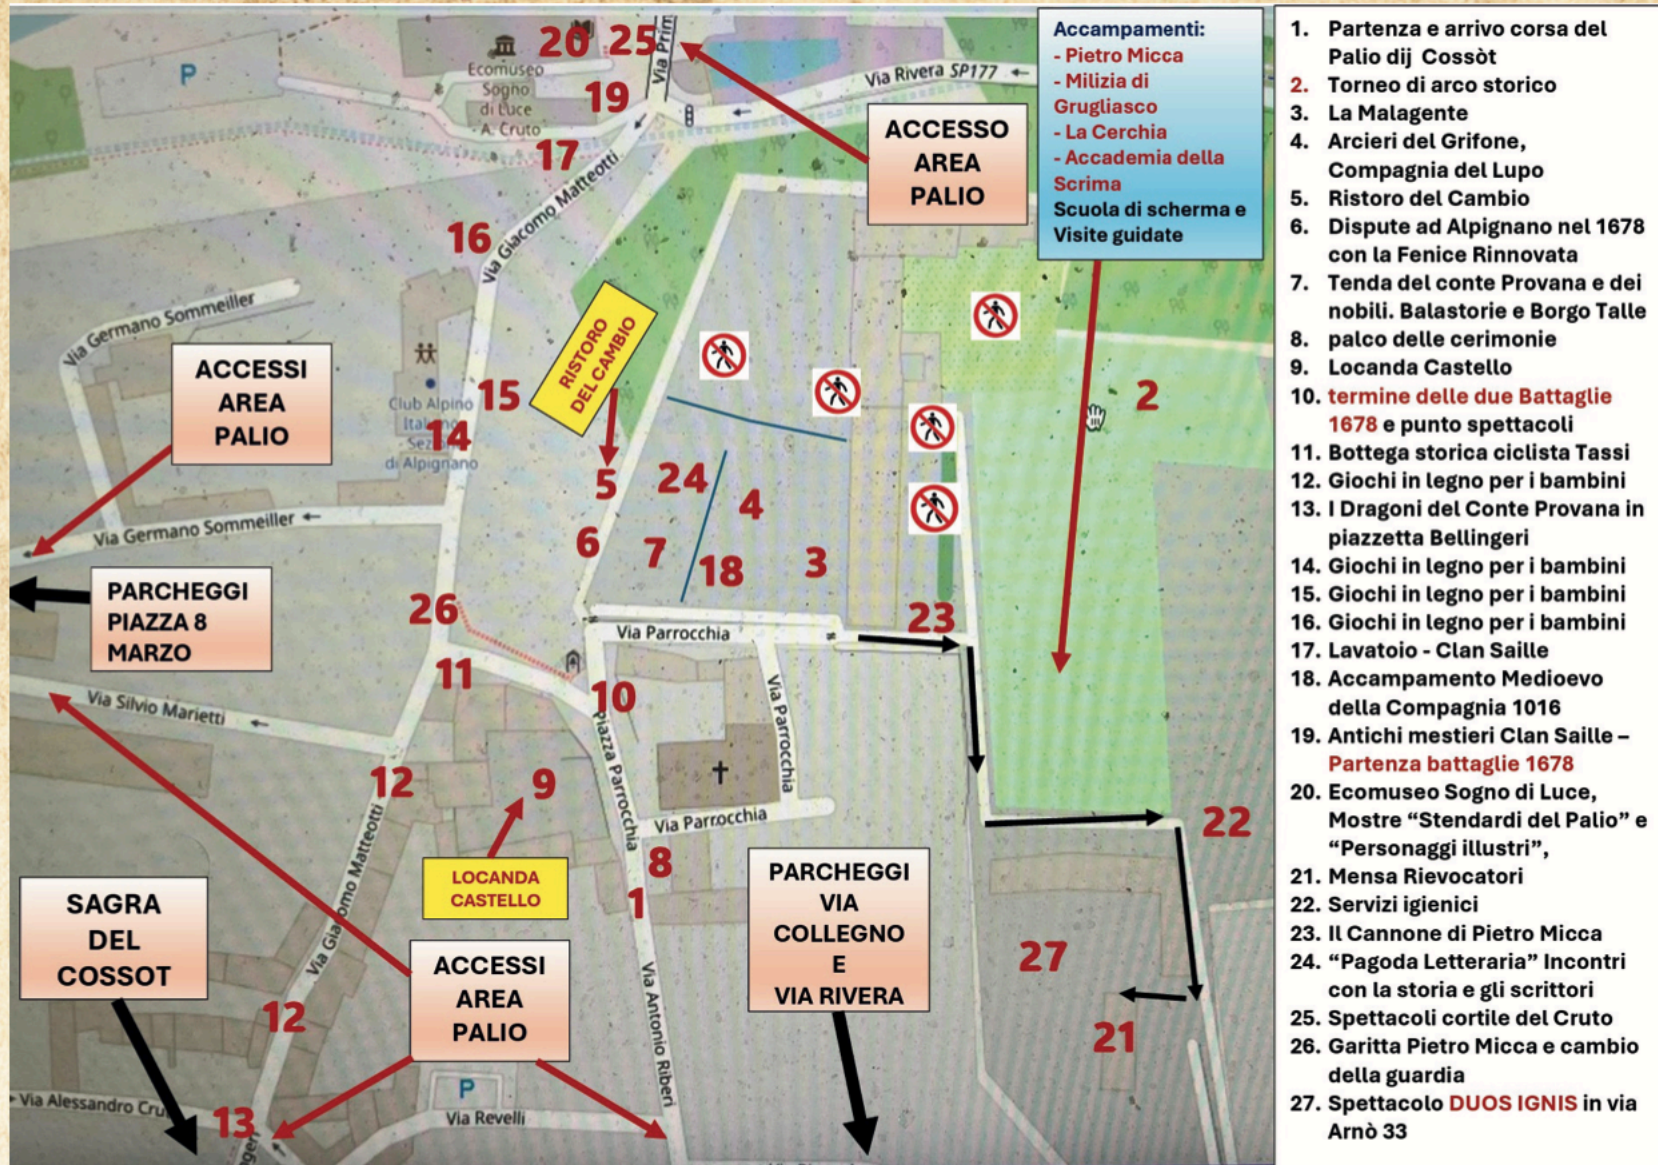 20
25
Via Prim
P
Ecomuseo
Sogno
di Luce
A. Cruto
19
Via Rivera SP177
17
Via Giacomo Matteotti
16
ACCESSO
AREA
PALIO
Accampamenti:
- Pietro Micca
- Milizia di
Grugliasco
- La Cerchia
- Accademia della
Scrima
Scuola di scherma e
Visite guidate
Via Germano Sommeiller
ACCESSI
AREA
PALIO
RISTORO
DEL CAMBIO
15
Club Alpino
Italiano
Sez
14
di Alpignano
2
5
24
4
Via Germano Sommeiller
6
7
18
3
PARCHEGGI
PIAZZA 8
MARZO
26
23
Via Parrocchia
11
10
Via Silvio Marietti
Piazza Parrocchia
Via Parrocchia
12
9
Via Parrocchia
22
LOCANDA
CASTELLO
8
1
Via Giacomo Matteotti
SAGRA
DEL
COSSOT
ACCESSI
AREA
PALIO
PARCHEGGI
VIA
COLLEGNO
E
VIA RIVERA
27
12
21
Via Antonio Riberi
P
Via Revelli
Via Alessandro Cru
13
ngeri
1. Partenza e arrivo corsa del
Palio dij Cossòt
2. Torneo di arco storico
3. La Malagente
4. Arcieri del Grifone,
Compagnia del Lupo
5. Ristoro del Cambio
6. Dispute ad Alpignano nel 1678
con la Fenice Rinnovata
7. Tenda del conte Provana e dei
nobili. Balastorie e Borgo Talle
8. palco delle cerimonie
9. Locanda Castello
10. termine delle due Battaglie
1678 e punto spettacoli
11. Bottega storica ciclista Tassi
12. Giochi in legno per i bambini
13. I Dragoni del Conte Provana in
piazzetta Bellingeri
14. Giochi in legno per i bambini
15. Giochi in legno per i bambini
16. Giochi in legno per i bambini
17. Lavatoio - Clan Saille
18. Accampamento Medioevo
della Compagnia 1016
19. Antichi mestieri Clan Saille –
Partenza battaglie 1678
20. Ecomuseo Sogno di Luce,
Mostre “Stendardi del Palio” e
“Personaggi illustri”,
21. Mensa Rievocatori
22. Servizi igienici
23. Il Cannone di Pietro Micca
24. “Pagoda Letteraria” Incontri
con la storia e gli scrittori
25. Spettacoli cortile del Cruto
26. Garitta Pietro Micca e cambio
della guardia
27. Spettacolo DUOS IGNIS in via
Arnò 33